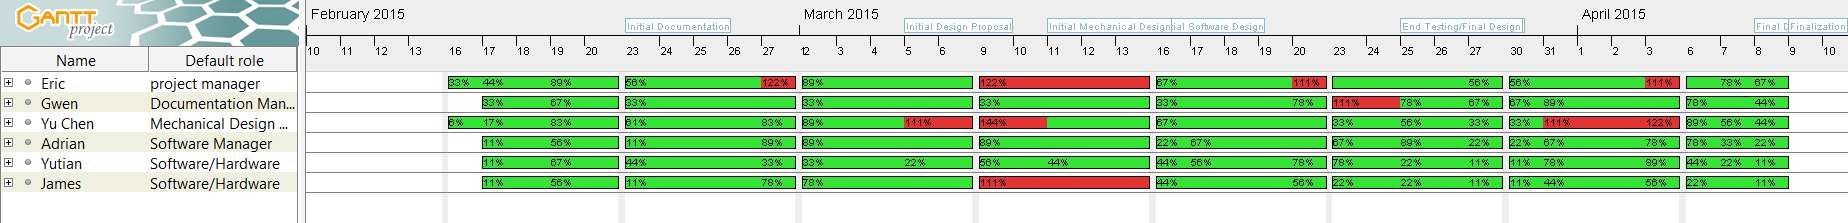 GANTT
project
February 2015
March 2015
April 2015
Initial Documentation
Initial Design Proposal
Initial Mechanical Design
ial Software Design
End Testing/Final Design
Final D
Finalization
10 11 12 13 16 17 18 19 20 23 24 25 26 27 2 3 4 5 6 9 10 11 12 13 16 17 18 19 20 23 24 25 26 27 30 31 1 2 3 6 7 8 9 10
Name Default role
Eric project manager 33% 44% 89% 56% 122% 89% 122% 67% 111% 56% 56% 111% 78% 67%
Gwen Documentation Man... 33% 67% 33% 33% 33% 33% 78% 111% 78% 67% 67% 89% 78% 44%
Yu Chen Mechanical Design ... 6% 17% 83% 61% 83% 89% 111% 144% 67% 33% 56% 33% 33% 111% 122% 89% 56% 44%
Adrian Software Manager 11% 56% 11% 89% 89% 89% 22% 67% 67% 89% 22% 22% 67% 78% 78% 33% 22%
Yutian Software/Hardware 11% 67% 44% 33% 33% 22% 56% 44% 44% 56% 78% 78% 22% 11% 11% 78% 89% 44% 22% 11%
James Software/Hardware 11% 56% 11% 78% 78% 111% 44% 56% 22% 22% 11% 11% 44% 56% 22% 11%